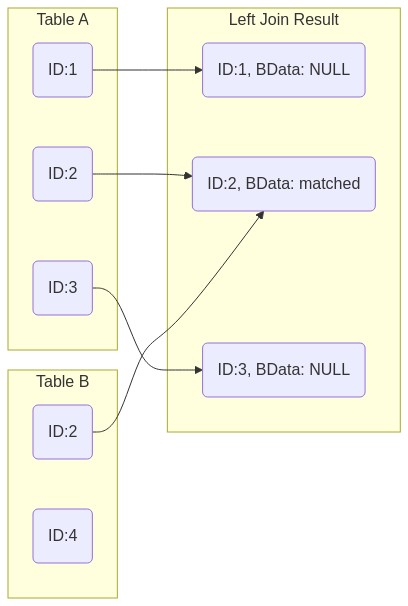 Table A
ID:1
ID:2
ID:3
Table B
ID:2
ID:4
Left Join Result
ID:1, BData: NULL
ID:2, BData: matched
ID:3, BData: NULL